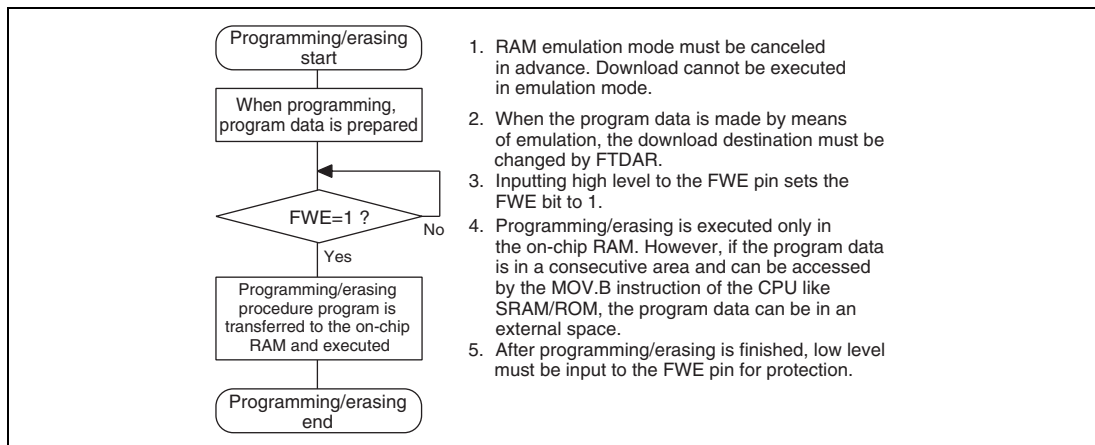 Programming/erasing
start
When programming,
program data is prepared
FWE=1 ?
No
Yes
Programming/erasing
procedure program is
transferred to the on-chip
RAM and executed
Programming/erasing
end
1. RAM emulation mode must be canceled
in advance. Download cannot be executed
in emulation mode.
2. When the program data is made by means
of emulation, the download destination must be
changed by FTDAR.
3. Inputting high level to the FWE pin sets the
FWE bit to 1.
4. Programming/erasing is executed only in
the on-chip RAM. However, if the program data
is in a consecutive area and can be accessed
by the MOV.B instruction of the CPU like
SRAM/ROM, the program data can be in an
external space.
5. After programming/erasing is finished, low level
must be input to the FWE pin for protection.